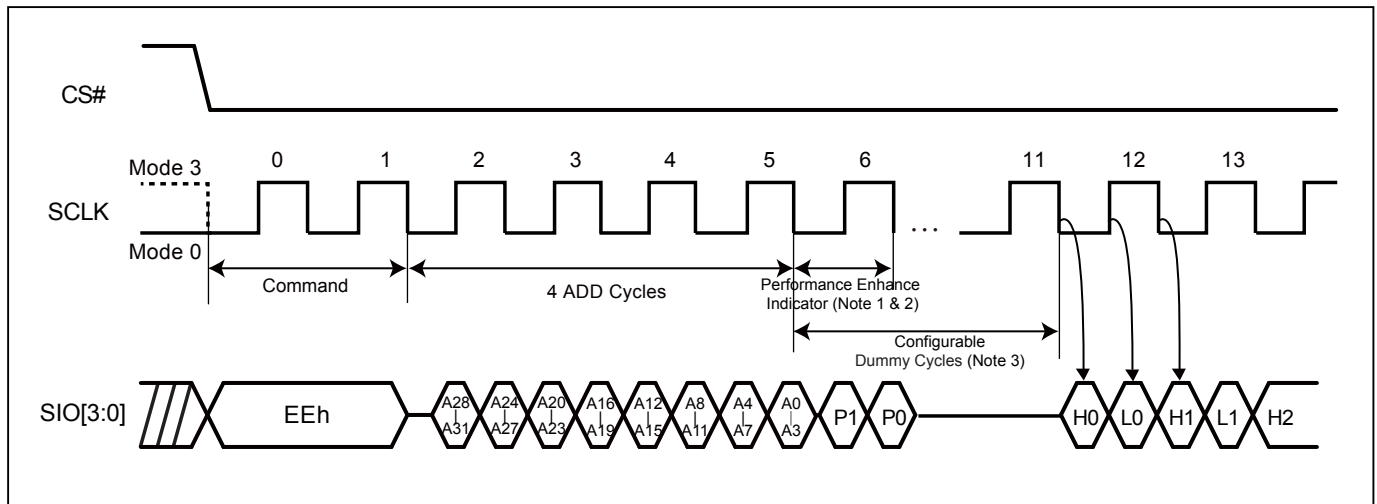 CS#
Mode 3
0 1 2 3 4 5 6 11 12 13
SCLK
...
Mode 0
Command
4 ADD Cycles
Performance Enhance
Indicator (Note 1 & 2)
Configurable
Dummy Cycles (Note 3)
SIO[3:0]
EEh
A28 A24 A20 A16 A12 A8 A4 A0
A31 A27 A23 A19 A15 A11 A7 A3
P1 P0 H0 L0 H1 L1 H2